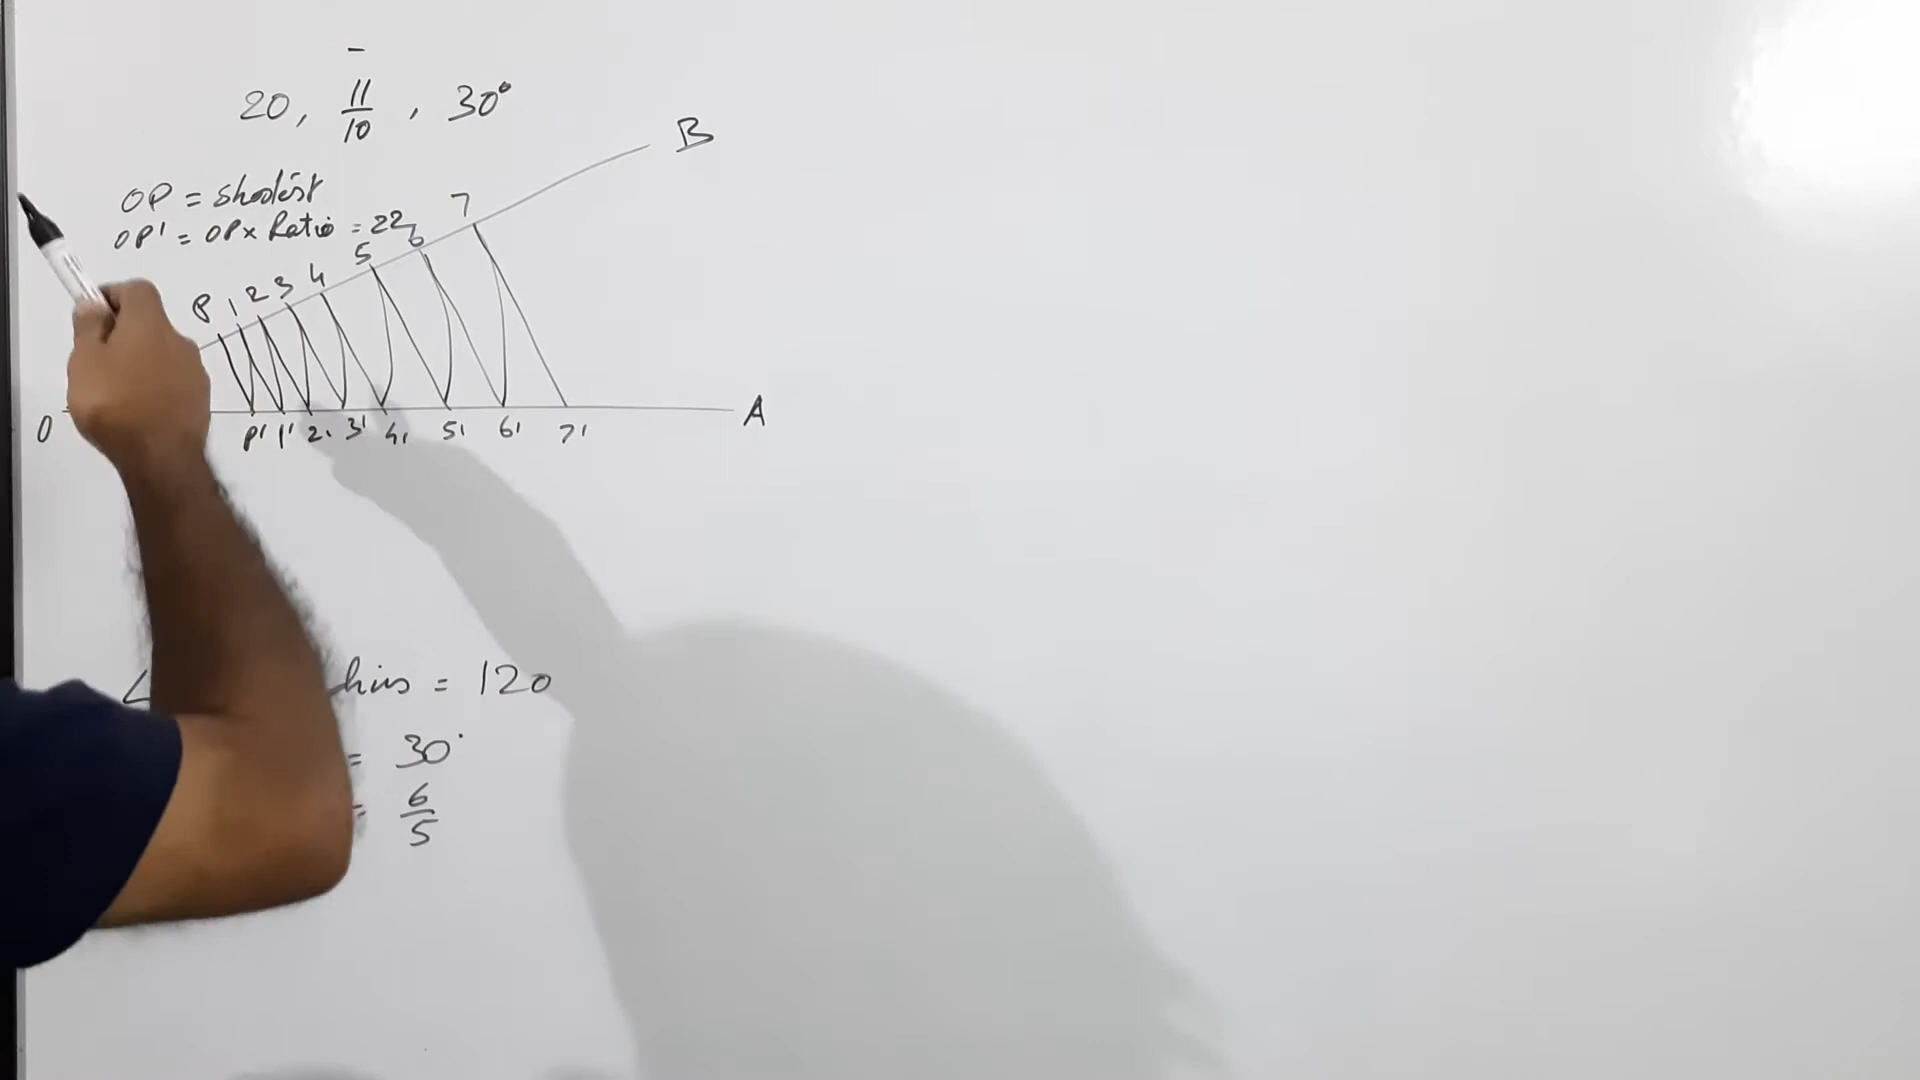 20, 11/10, 30°
B
OP = shortest
OP' = OP x Ratio = 22
P 1 2 3 4 5 6 7
O A
P' 1' 2' 3' 4' 5' 6' 7'
= 120
= 30°
= 6/5